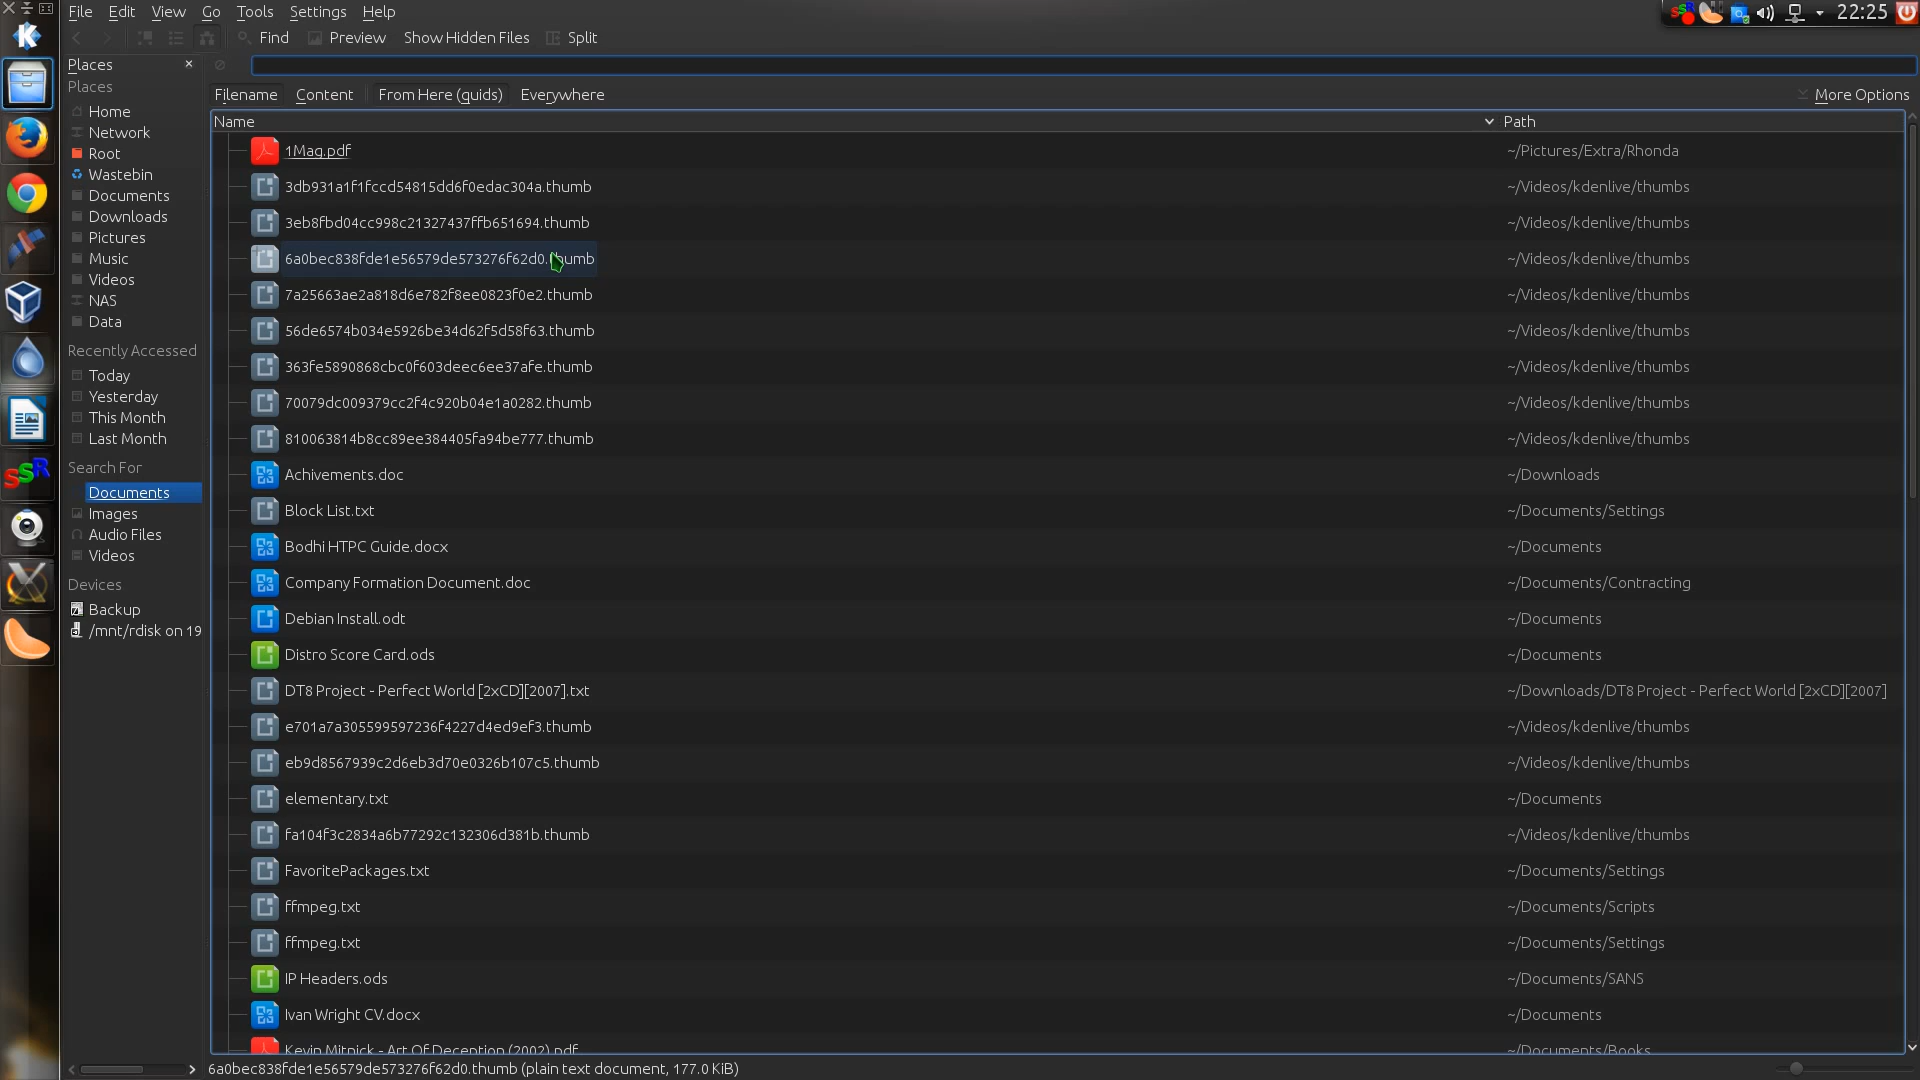 File Edit View Go Tools Settings Help
22:25
Find Preview Show Hidden Files Split
Places
Places
Home
Network
Root
Wastebin
Documents
Downloads
Pictures
Music
Videos
NAS
Data
Recently Accessed
Today
Yesterday
This Month
Last Month
Search For
Documents
Images
Audio Files
Videos
Devices
Backup
/mnt/rdisk on 19
Filename Content From Here (guids) Everywhere More Options
Name Path
1Mag.pdf ~/Pictures/Extra/Rhonda
3db931a1f1fccd54815dd6f0edac304a.thumb ~/Videos/kdenlive/thumbs
3eb8fbd04cc998c21327437ffb651694.thumb ~/Videos/kdenlive/thumbs
6a0bec838fde1e56579de573276f62d0.thumb ~/Videos/kdenlive/thumbs
7a25663ae2a818d6e782f8ee0823f0e2.thumb ~/Videos/kdenlive/thumbs
56de6574b034e5926be34d62f5d58f63.thumb ~/Videos/kdenlive/thumbs
363fe5890868cbc0f603deec6ee37afe.thumb ~/Videos/kdenlive/thumbs
70079dc009379cc2f4c920b04e1a0282.thumb ~/Videos/kdenlive/thumbs
810063814b8cc89ee384405fa94be777.thumb ~/Videos/kdenlive/thumbs
Achivements.doc ~/Downloads
Block List.txt ~/Documents/Settings
Bodhi HTPC Guide.docx ~/Documents
Company Formation Document.doc ~/Documents/Contracting
Debian Install.odt ~/Documents
Distro Score Card.ods ~/Documents
DT8 Project - Perfect World [2xCD][2007].txt ~/Downloads/DT8 Project - Perfect World [2xCD][2007]
e701a7a305599597236f4227d4ed9ef3.thumb ~/Videos/kdenlive/thumbs
eb9d8567939c2d6eb3d70e0326b107c5.thumb ~/Videos/kdenlive/thumbs
elementary.txt ~/Documents
fa104f3c2834a6b77292c132306d381b.thumb ~/Videos/kdenlive/thumbs
FavoritePackages.txt ~/Documents/Settings
ffmpeg.txt ~/Documents/Scripts
ffmpeg.txt ~/Documents/Settings
IP Headers.ods ~/Documents/SANS
Ivan Wright CV.docx ~/Documents
Kevin Mitnick - Art Of Deception (2002).pdf ~/Documents/Books
6a0bec838fde1e56579de573276f62d0.thumb (plain text document, 177.0 KiB)